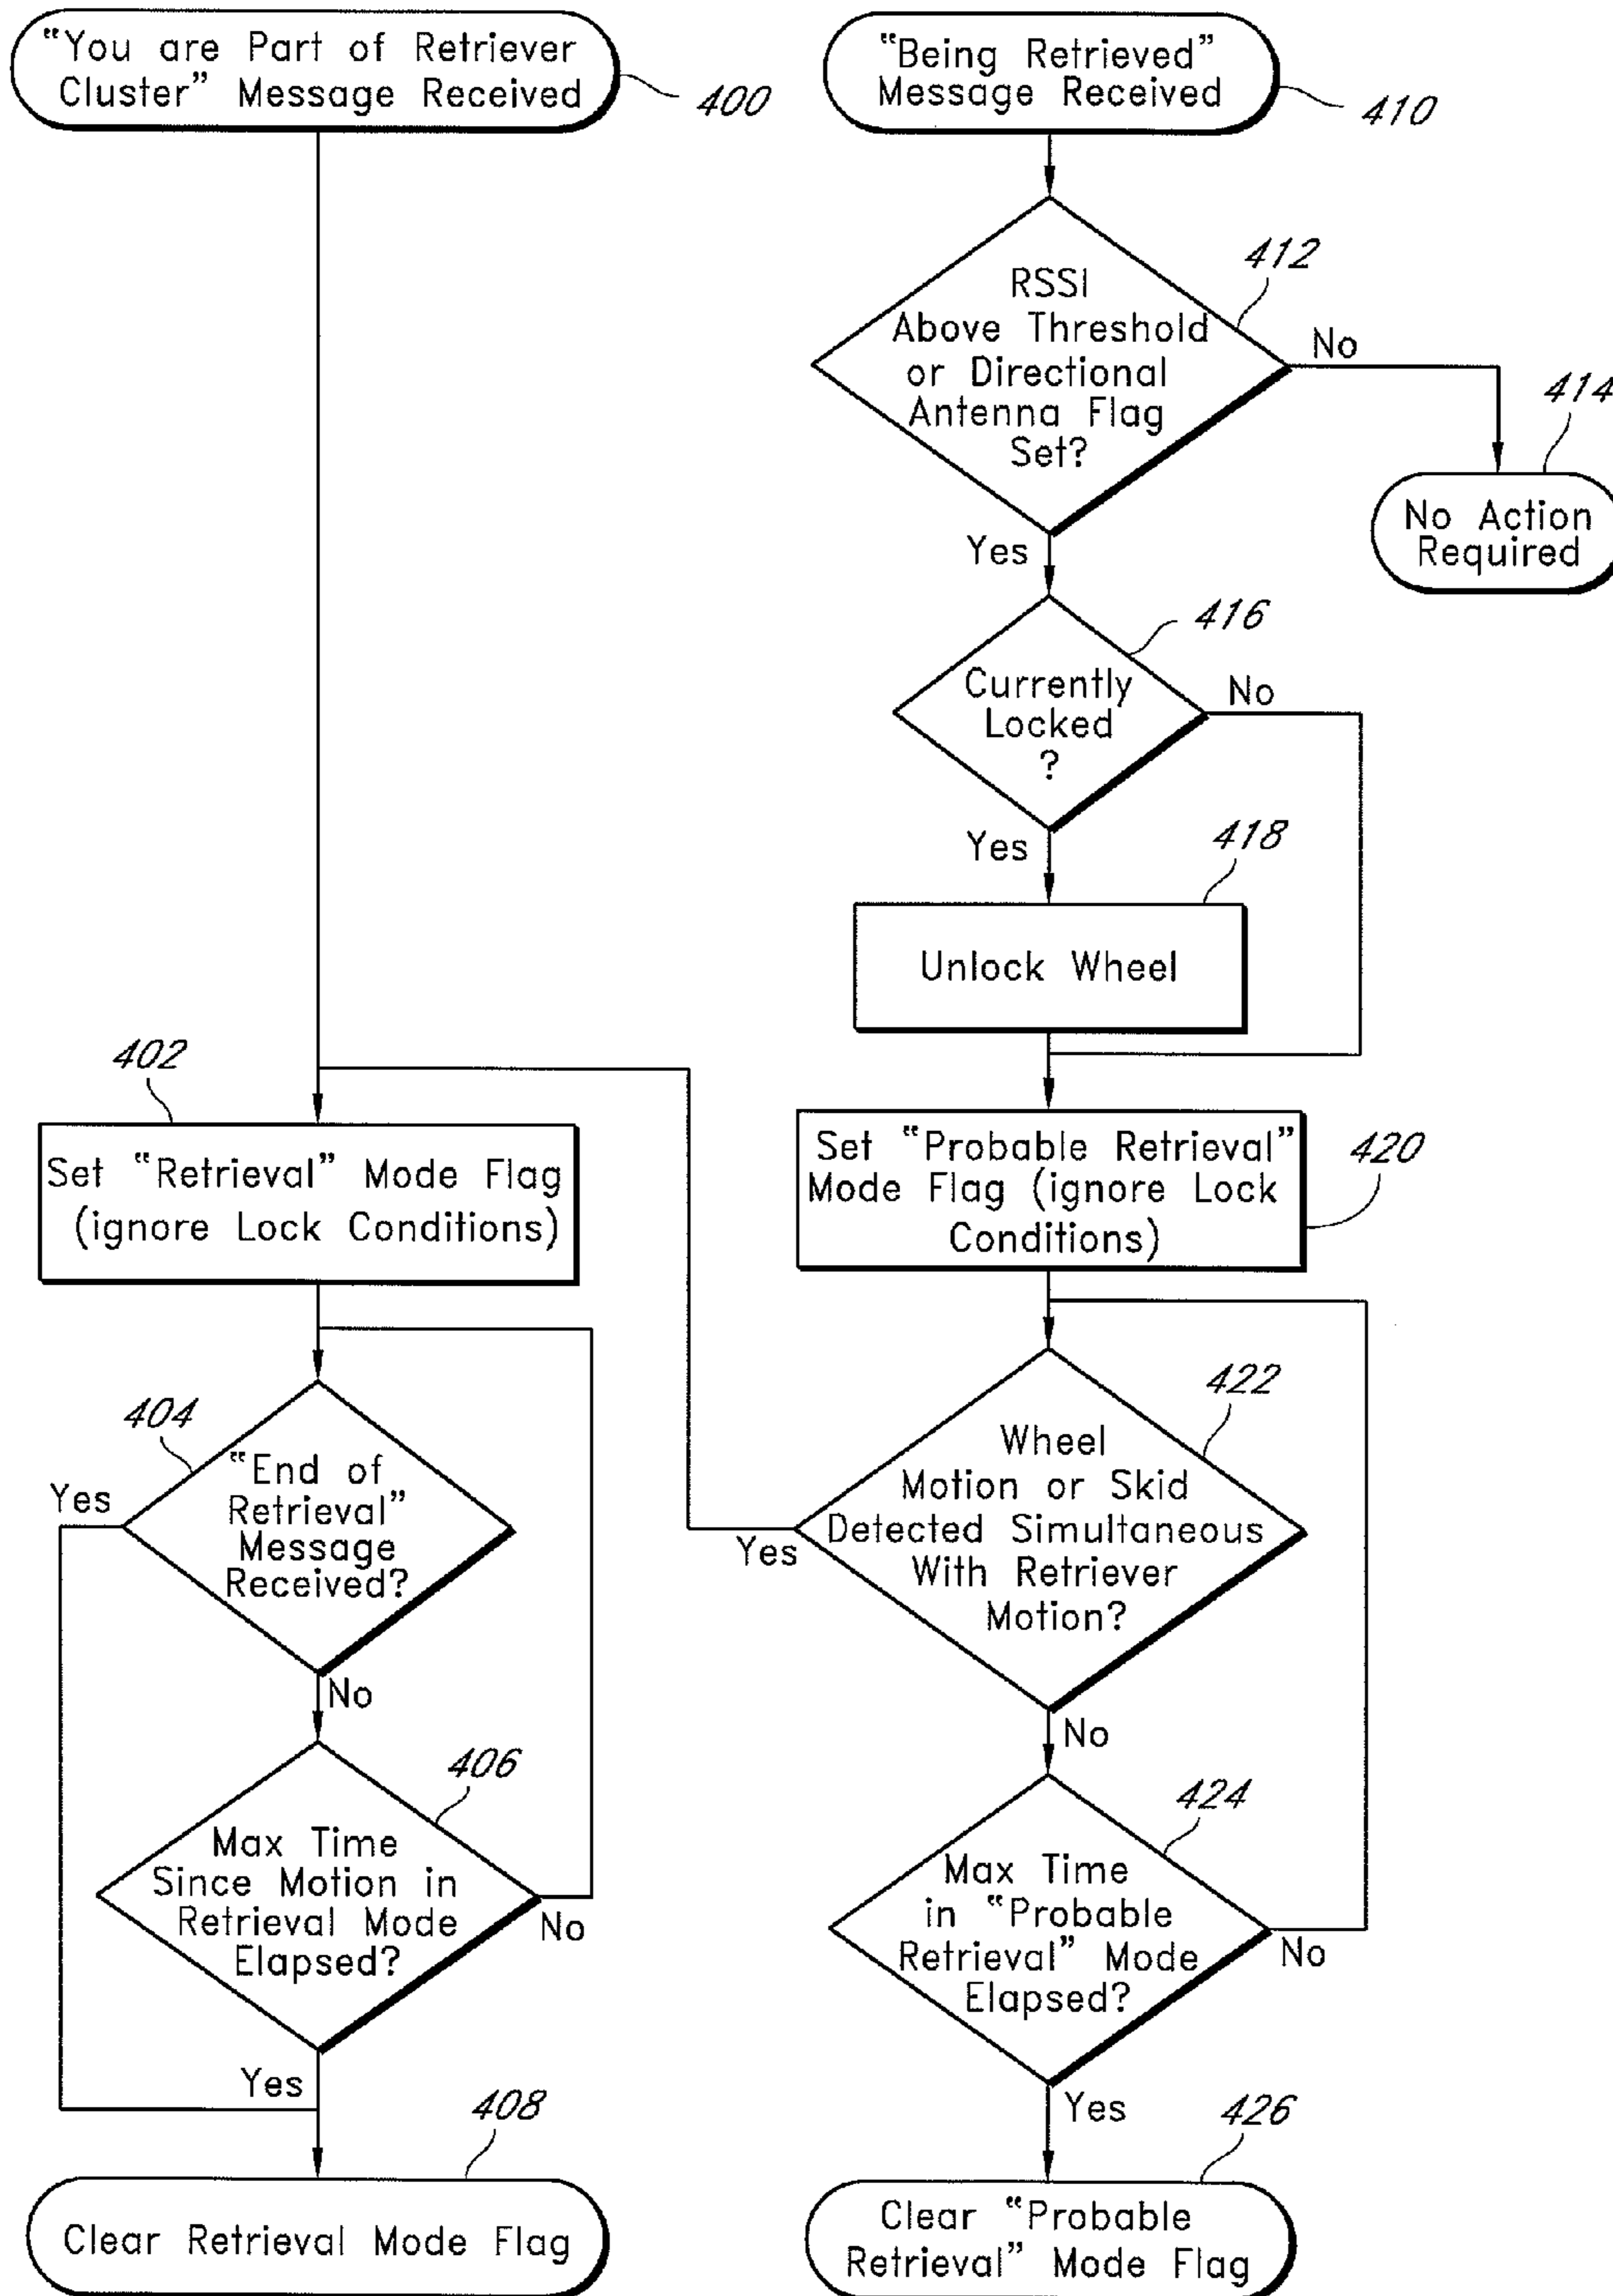 “You are Part of Retriever
Cluster” Message Received
400
402
Set “Retrieval” Mode Flag
(ignore Lock Conditions)
404
“End of
Retrieval”
Message
Received?
Yes
No
406
Max Time
Since Motion in
Retrieval Mode
Elapsed?
No
Yes
408
Clear Retrieval Mode Flag
“Being Retrieved”
Message Received
410
412
RSSI
Above Threshold
or Directional
Antenna Flag
Set?
No
414
No Action
Required
Yes
416
Currently
Locked
?
No
Yes
418
Unlock Wheel
Set “Probable Retrieval”
Mode Flag (ignore Lock
Conditions)
420
422
Wheel
Motion or Skid
Detected Simultaneous
With Retriever
Motion?
Yes
No
424
Max Time
in “Probable
Retrieval” Mode
Elapsed?
No
Yes
426
Clear “Probable
Retrieval” Mode Flag